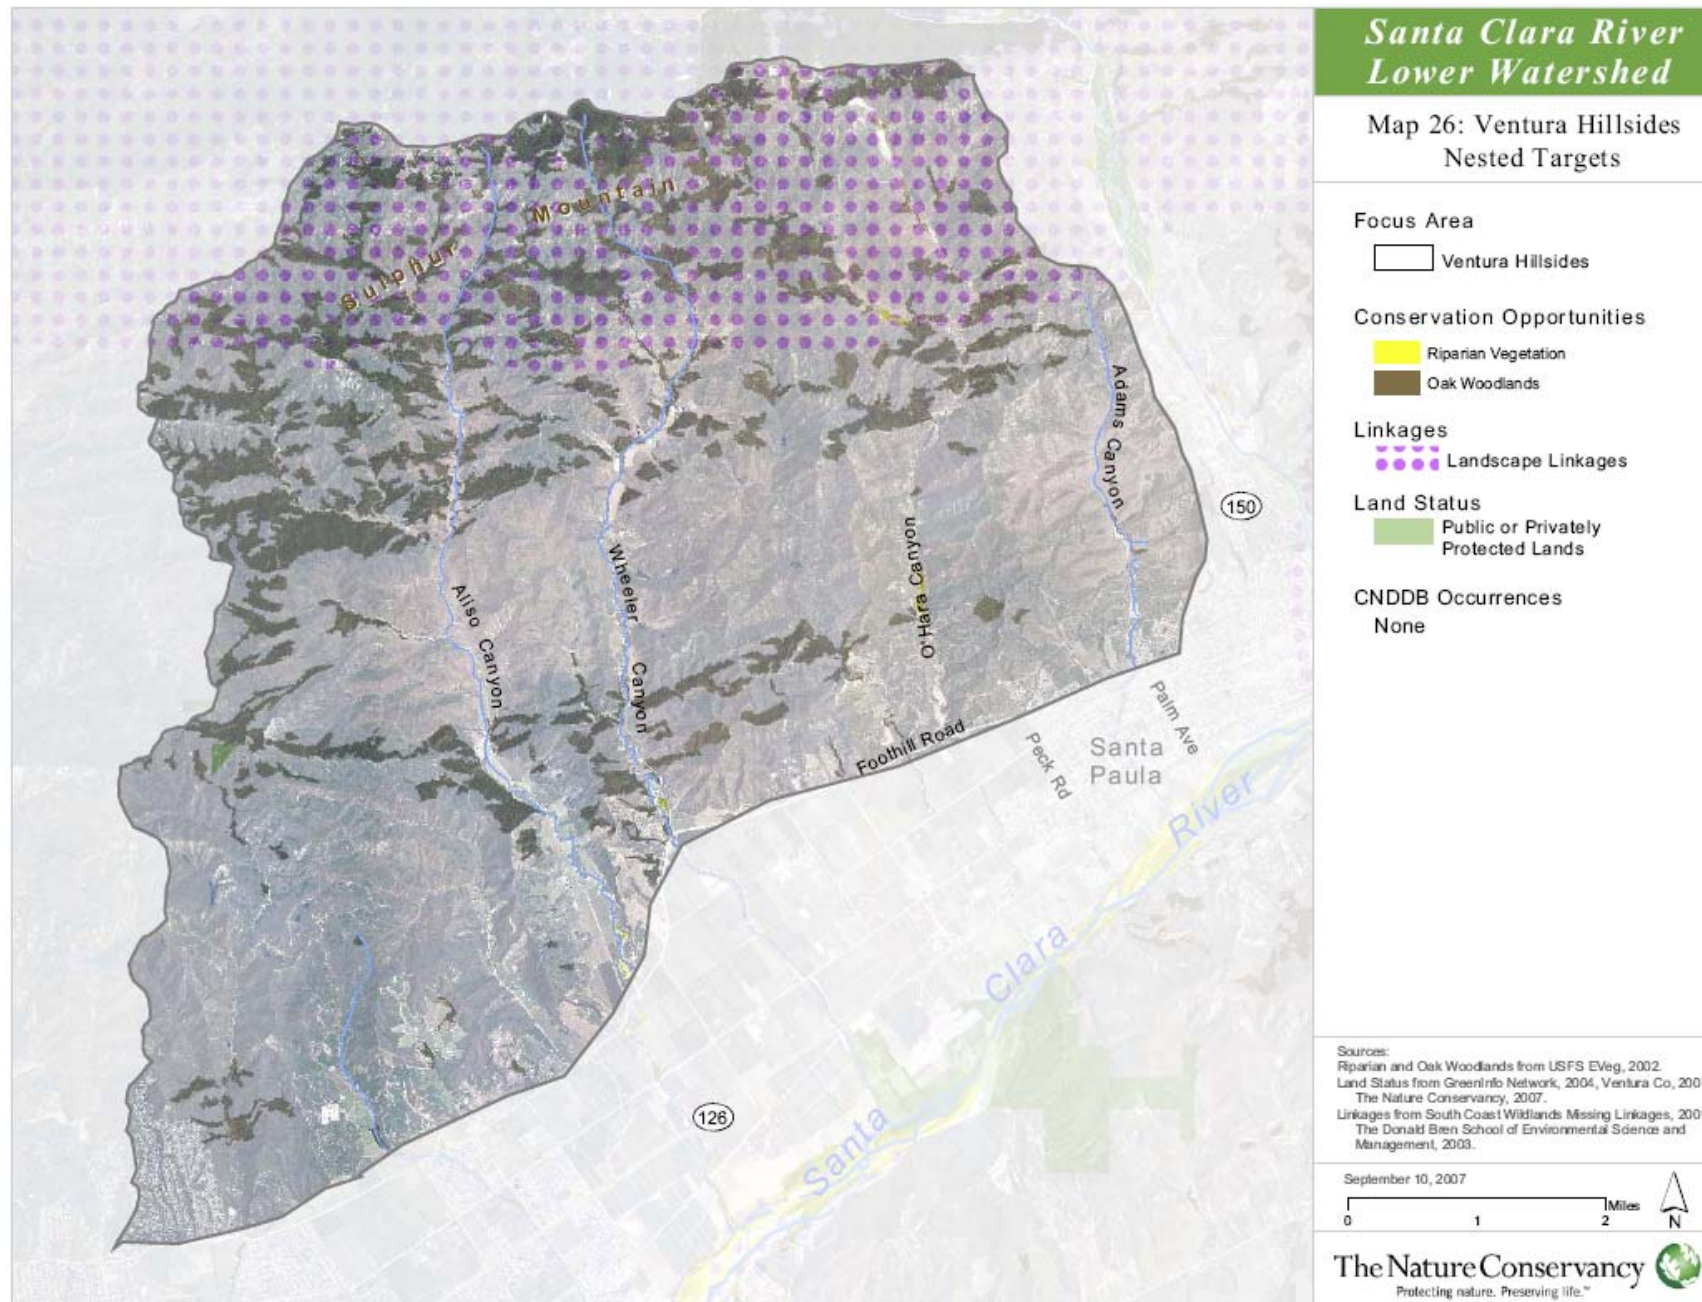 Santa Clara River
Lower Watershed
Map 26: Ventura Hillsides
Nested Targets
Focus Area
Ventura Hillsides
Conservation Opportunities
Riparian Vegetation
Oak Woodlands
Linkages
Landscape Linkages
Land Status
Public or Privately
Protected Lands
CNDDB Occurrences
None
Sulphur
Mountain
Adams Canyon
150
O'Hara Canyon
Wheeler
Canyon
Aliso Canyon
Foothill Road
Palm Ave
Peck Rd
Santa
Paula
Santa
Clara
River
126
Sources:
Riparian and Oak Woodlands from USFS EVeg, 2002.
Land Status from GreenInfo Network, 2004, Ventura Co, 200
The Nature Conservancy, 2007.
Linkages from South Coast Wildlands Missing Linkages, 200
The Donald Bren School of Environmental Science and
Management, 2003.
September 10, 2007
Miles
0 1 2
N
The Nature Conservancy
Protecting nature. Preserving life.™